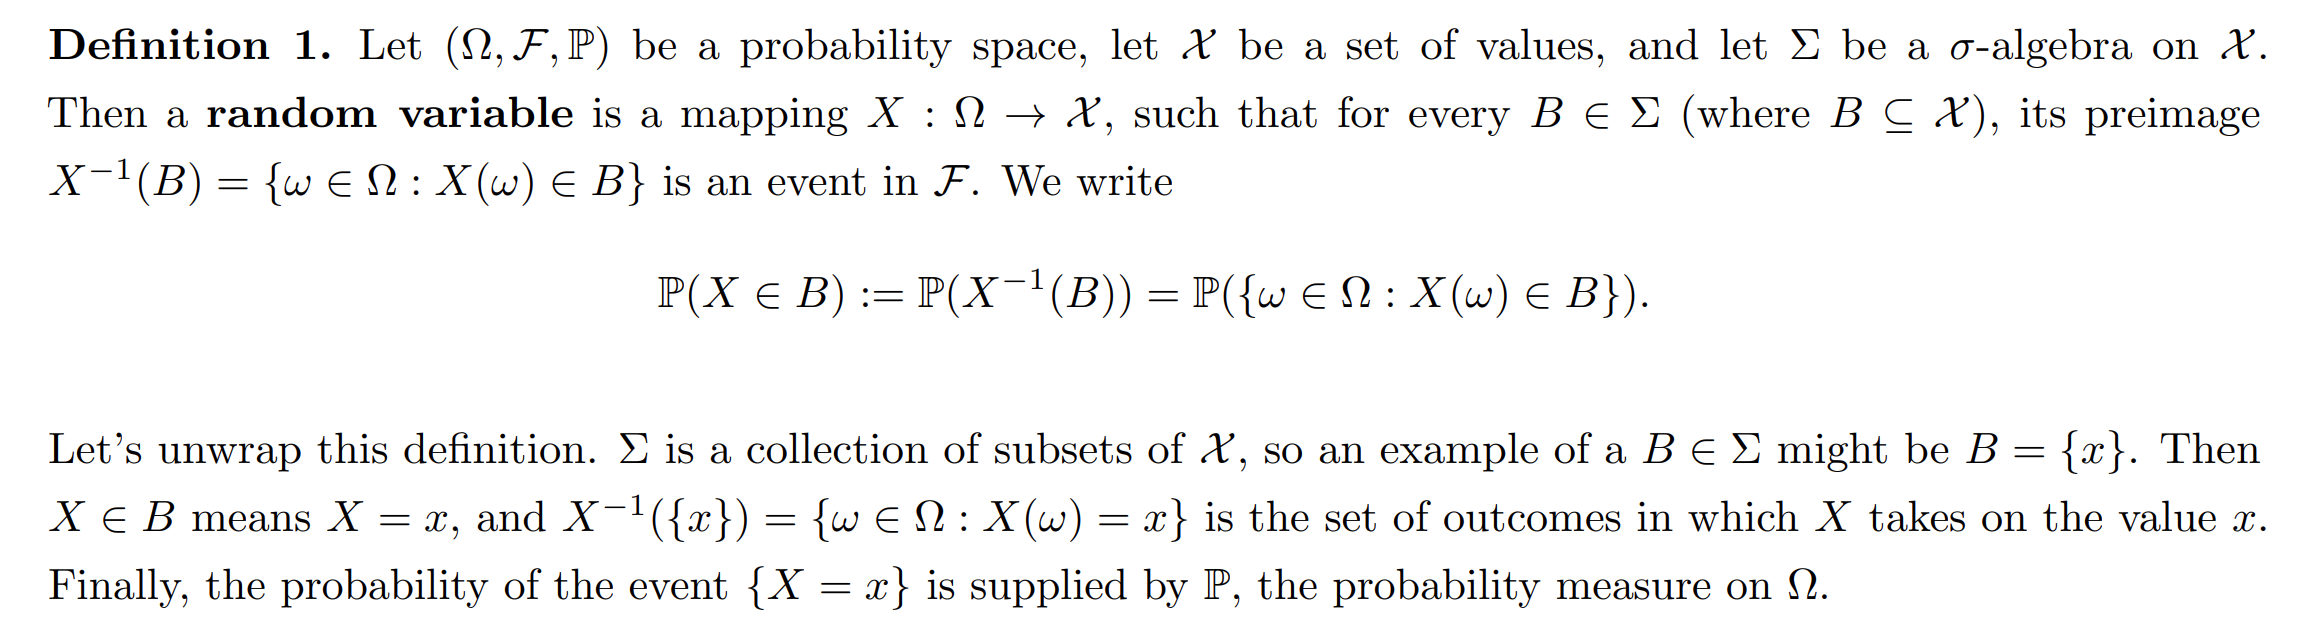 Definition 1. Let (Ω, ℱ, ℙ) be a probability space, let 𝒳 be a set of values, and let Σ be a σ-algebra on 𝒳.
Then a random variable is a mapping X : Ω → 𝒳, such that for every B ∈ Σ (where B ⊆ 𝒳), its preimage
X⁻¹(B) = {ω ∈ Ω : X(ω) ∈ B} is an event in ℱ. We write
ℙ(X ∈ B) := ℙ(X⁻¹(B)) = ℙ({ω ∈ Ω : X(ω) ∈ B}).
Let's unwrap this definition. Σ is a collection of subsets of 𝒳, so an example of a B ∈ Σ might be B = {x}. Then
X ∈ B means X = x, and X⁻¹({x}) = {ω ∈ Ω : X(ω) = x} is the set of outcomes in which X takes on the value x.
Finally, the probability of the event {X = x} is supplied by ℙ, the probability measure on Ω.